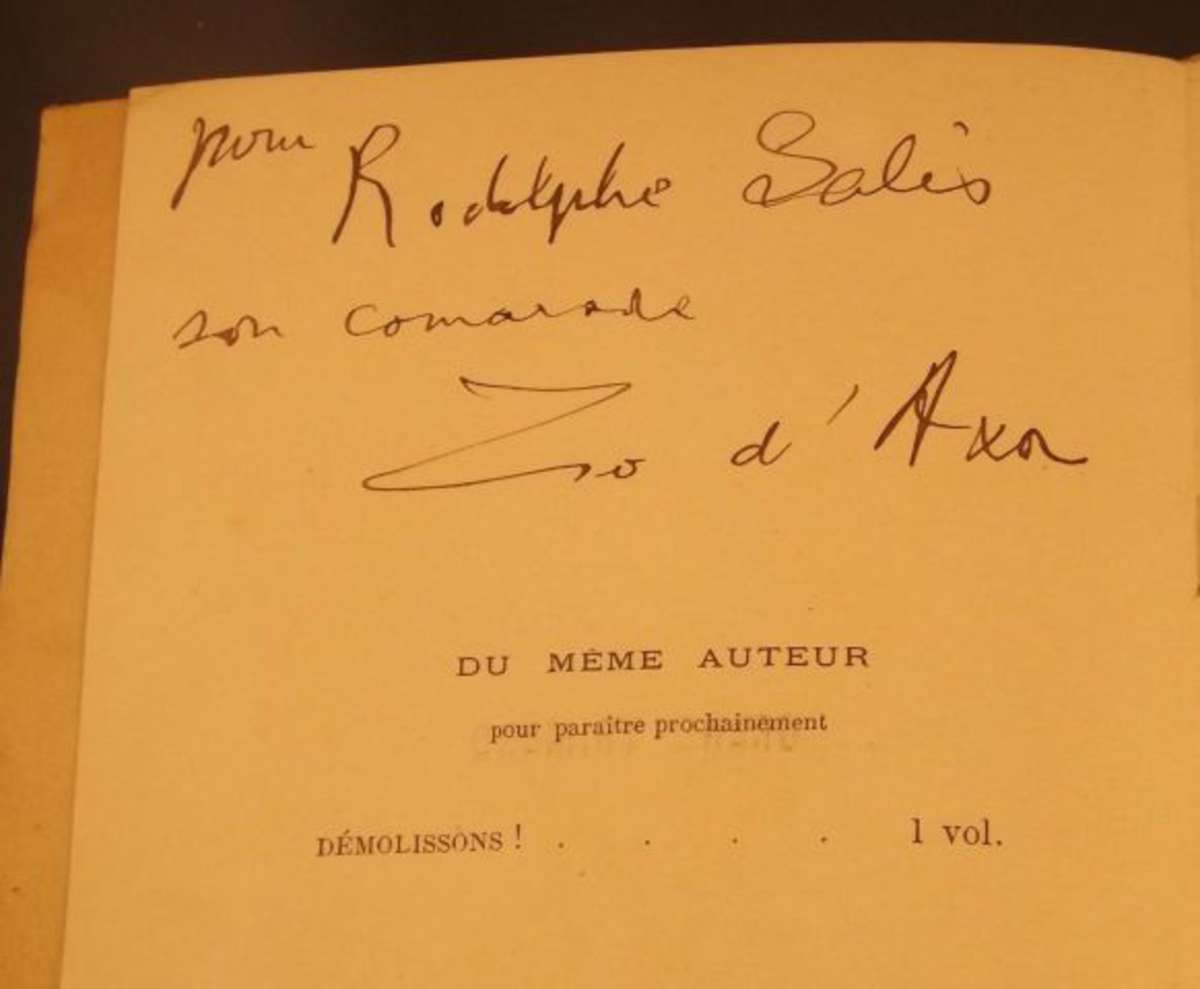 pour Rodolphe Salis
son camarade
Zo d'Axa
DU MÊME AUTEUR
pour paraître prochainement
DÉMOLISSONS ! . . . . 1 vol.